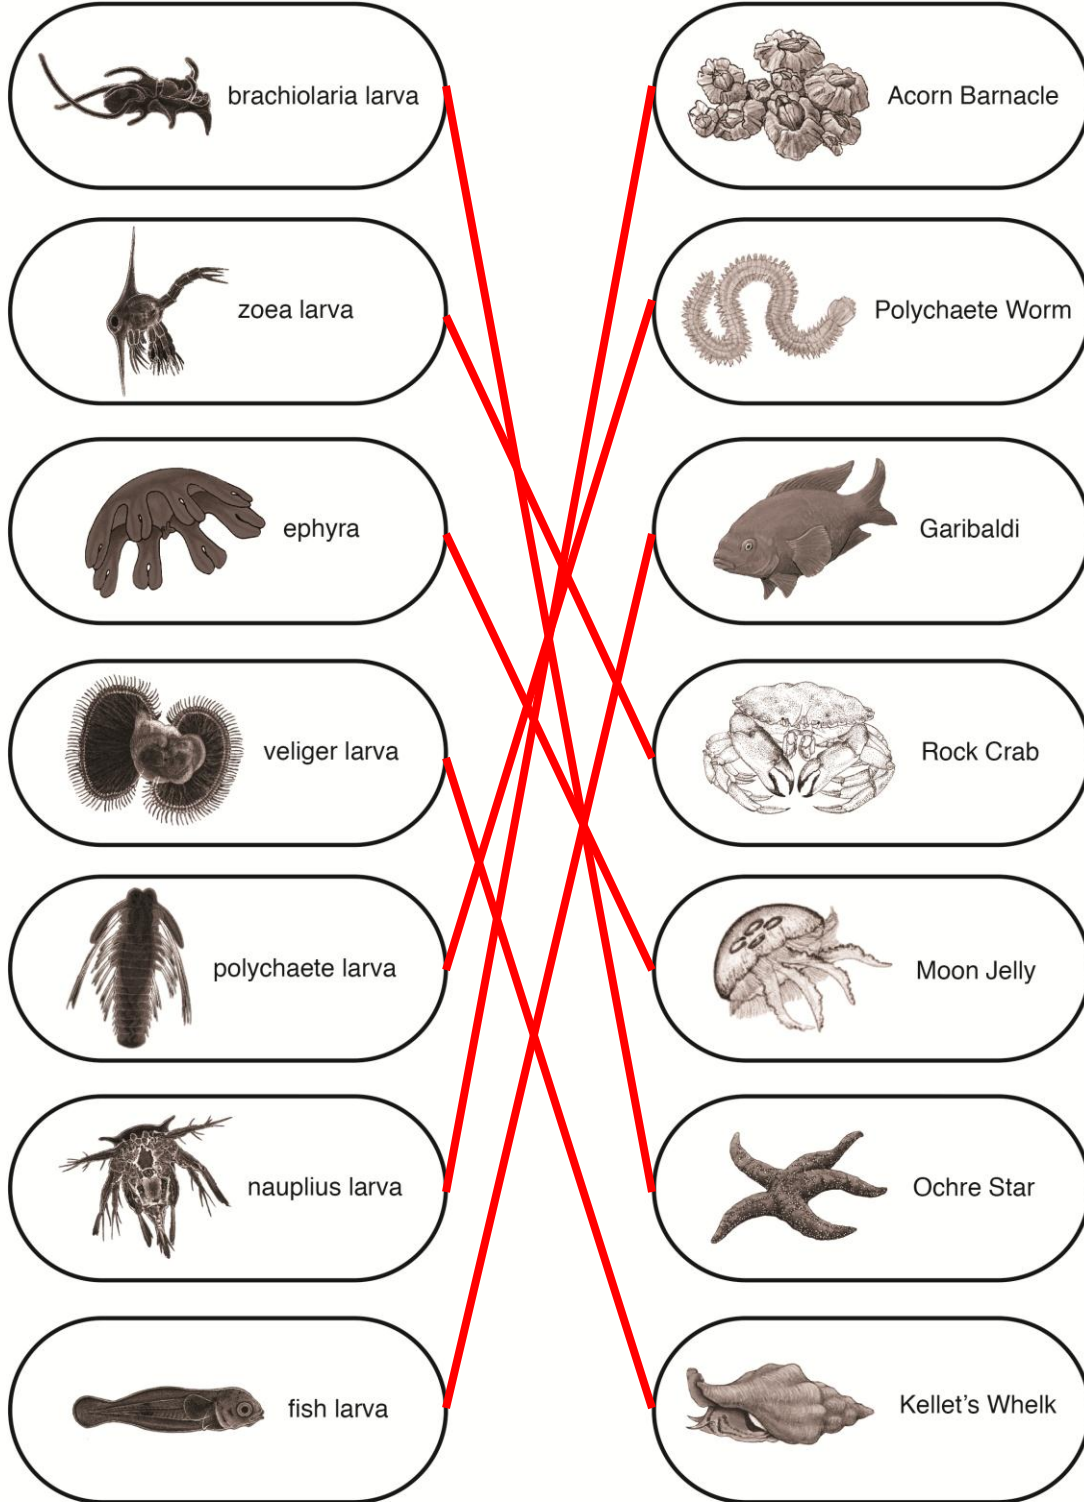 brachiolaria larva
Acorn Barnacle
zoea larva
Polychaete Worm
ephyra
Garibaldi
veliger larva
Rock Crab
polychaete larva
Moon Jelly
nauplius larva
Ochre Star
fish larva
Kellet's Whelk